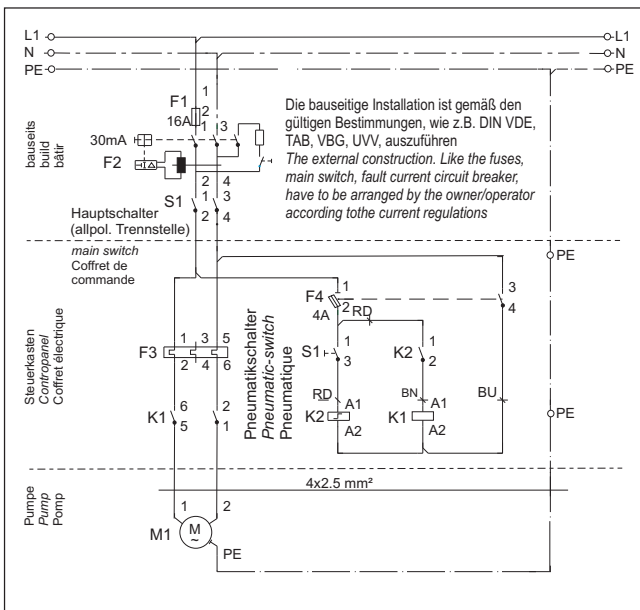 L1 L1
N N
PE PE
1
F1
2
16A
1 3
30mA
F2
2 4
Die bauseitige Installation ist gemäß den
gültigen Bestimmungen, wie z.B. DIN VDE,
TAB, VBG, UVV, auszuführen
The external construction. Like the fuses,
main switch, fault current circuit breaker,
have to be arranged by the owner/operator
according tothe current regulations
bauseits
build
bâtir
S1 1 3
2 4
Hauptschalter
(allpol. Trennstelle)
main switch
Coffret de
commande
PE
1 3
F4
2 4
4A RD
Steuerkasten
Contropanel
Coffret électrique
1 3 5
F3
2 4 6
Pneumatikschalter
Pneumatic-switch
Pneumatique
S1 1 K2 1
3 2
RD BN BU
K1 6 2
5 1
K2 A1 K1 A1
A2 A2
PE
Pumpe
Pump
Pomp
4x2.5 mm²
1 2
M1 M
~
PE